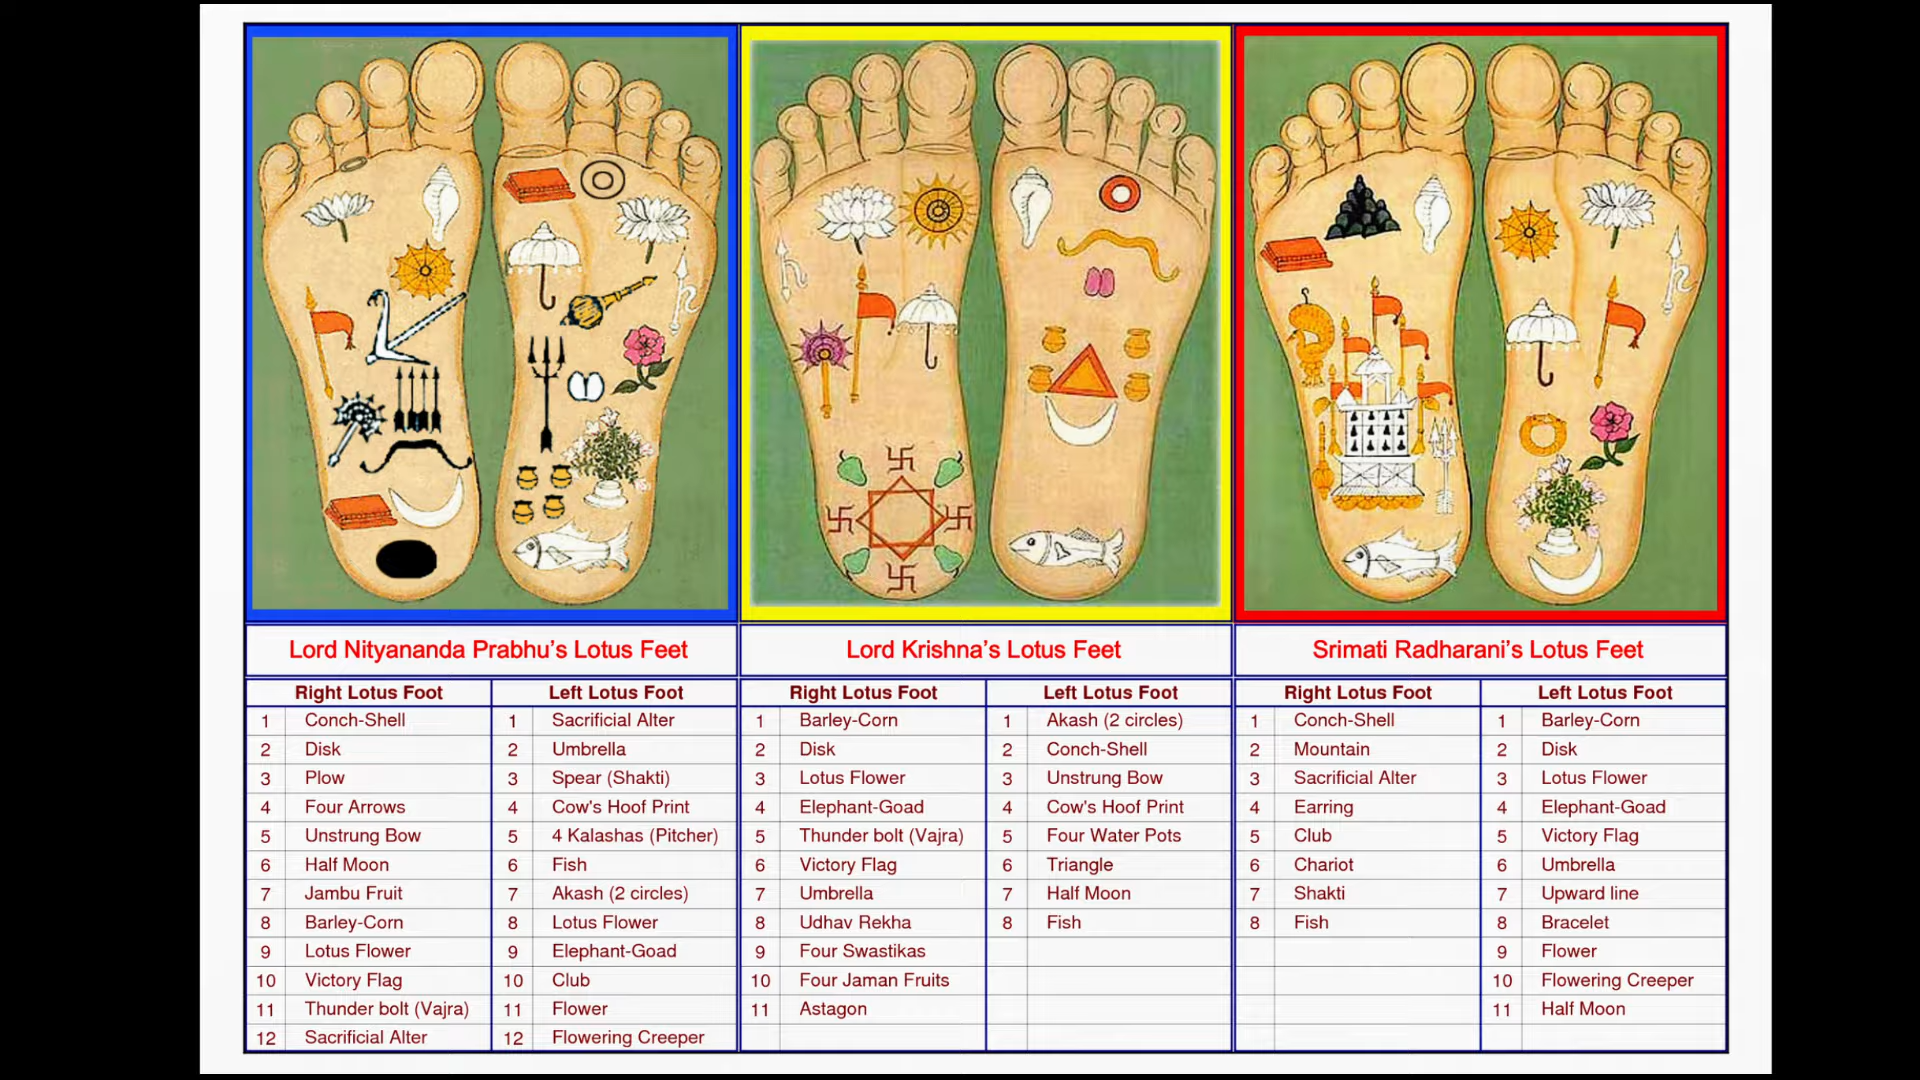 Lord Nityananda Prabhu's Lotus Feet
Right Lotus Foot
1 Conch-Shell
2 Disk
3 Plow
4 Four Arrows
5 Unstrung Bow
6 Half Moon
7 Jambu Fruit
8 Barley-Corn
9 Lotus Flower
10 Victory Flag
11 Thunder bolt (Vajra)
12 Sacrificial Alter
Left Lotus Foot
1 Sacrificial Alter
2 Umbrella
3 Spear (Shakti)
4 Cow's Hoof Print
5 4 Kalashas (Pitcher)
6 Fish
7 Akash (2 circles)
8 Lotus Flower
9 Elephant-Goad
10 Club
11 Flower
12 Flowering Creeper
Lord Krishna's Lotus Feet
Right Lotus Foot
1 Barley-Corn
2 Disk
3 Lotus Flower
4 Elephant-Goad
5 Thunder bolt (Vajra)
6 Victory Flag
7 Umbrella
8 Udhav Rekha
9 Four Swastikas
10 Four Jaman Fruits
11 Astagon
Left Lotus Foot
1 Akash (2 circles)
2 Conch-Shell
3 Unstrung Bow
4 Cow's Hoof Print
5 Four Water Pots
6 Triangle
7 Half Moon
8 Fish
Srimati Radharani's Lotus Feet
Right Lotus Foot
1 Conch-Shell
2 Mountain
3 Sacrificial Alter
4 Earring
5 Club
6 Chariot
7 Shakti
8 Fish
Left Lotus Foot
1 Barley-Corn
2 Disk
3 Lotus Flower
4 Elephant-Goad
5 Victory Flag
6 Umbrella
7 Upward line
8 Bracelet
9 Flower
10 Flowering Creeper
11 Half Moon